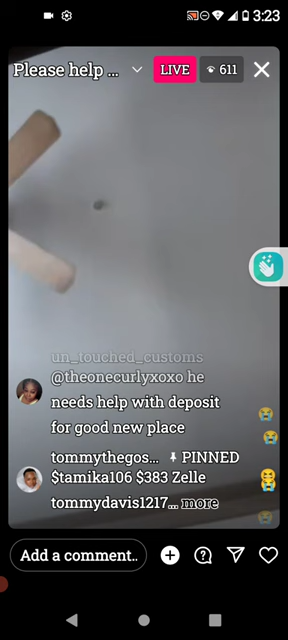 3:23
Please help ...
LIVE
611
un_touched_customs
@theonecurlyxoxo he
needs help with deposit
for good new place
tommythegos... PINNED
$tamika106 $383 Zelle
tommydavis1217... more
Add a comment..